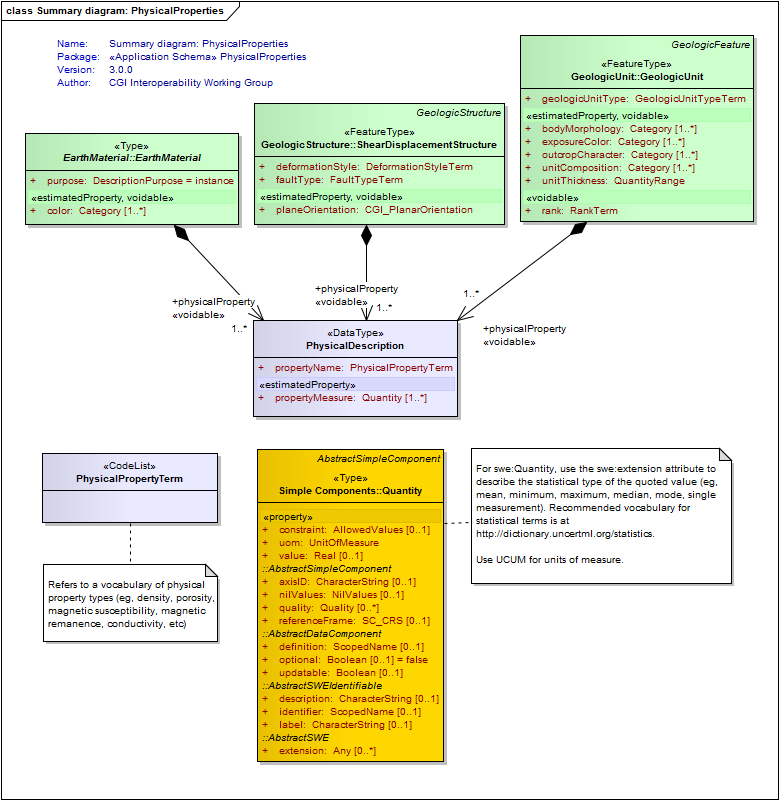 class Summary diagram: PhysicalProperties
Name: Summary diagram: PhysicalProperties
Package: «Application Schema» PhysicalProperties
Version: 3.0.0
Author: CGI Interoperability Working Group
GeologicFeature
«FeatureType»
GeologicUnit::GeologicUnit
+ geologicUnitType: GeologicUnitTypeTerm
«estimatedProperty, voidable»
+ bodyMorphology: Category [1..*]
+ exposureColor: Category [1..*]
+ outcropCharacter: Category [1..*]
+ unitComposition: Category [1..*]
+ unitThickness: QuantityRange
«voidable»
+ rank: RankTerm
GeologicStructure
«FeatureType»
GeologicStructure::ShearDisplacementStructure
+ deformationStyle: DeformationStyleTerm
+ faultType: FaultTypeTerm
«estimatedProperty, voidable»
+ planeOrientation: CGI_PlanarOrientation
«Type»
EarthMaterial::EarthMaterial
+ purpose: DescriptionPurpose = instance
«estimatedProperty, voidable»
+ color: Category [1..*]
+physicalProperty
«voidable»
1..*
+physicalProperty
«voidable»
1..*
1..*
+physicalProperty
«voidable»
«DataType»
PhysicalDescription
+ propertyName: PhysicalPropertyTerm
«estimatedProperty»
+ propertyMeasure: Quantity [1..*]
«CodeList»
PhysicalPropertyTerm
Refers to a vocabulary of physical
property types (eg, density, porosity,
magnetic susceptibility, magnetic
remanence, conductivity, etc)
AbstractSimpleComponent
«Type»
Simple Components::Quantity
«property»
+ constraint: AllowedValues [0..1]
+ uom: UnitOfMeasure
+ value: Real [0..1]
::AbstractSimpleComponent
+ axisID: CharacterString [0..1]
+ nilValues: NilValues [0..1]
+ quality: Quality [0..*]
+ referenceFrame: SC_CRS [0..1]
::AbstractDataComponent
+ definition: ScopedName [0..1]
+ optional: Boolean [0..1] = false
+ updatable: Boolean [0..1]
::AbstractSWEIdentifiable
+ description: CharacterString [0..1]
+ identifier: ScopedName [0..1]
+ label: CharacterString [0..1]
::AbstractSWE
+ extension: Any [0..*]
For swe:Quantity, use the swe:extension attribute to
describe the statistical type of the quoted value (eg,
mean, minimum, maximum, median, mode, single
measurement). Recommended vocabulary for
statistical terms is at
http://dictionary.uncertml.org/statistics.
Use UCUM for units of measure.